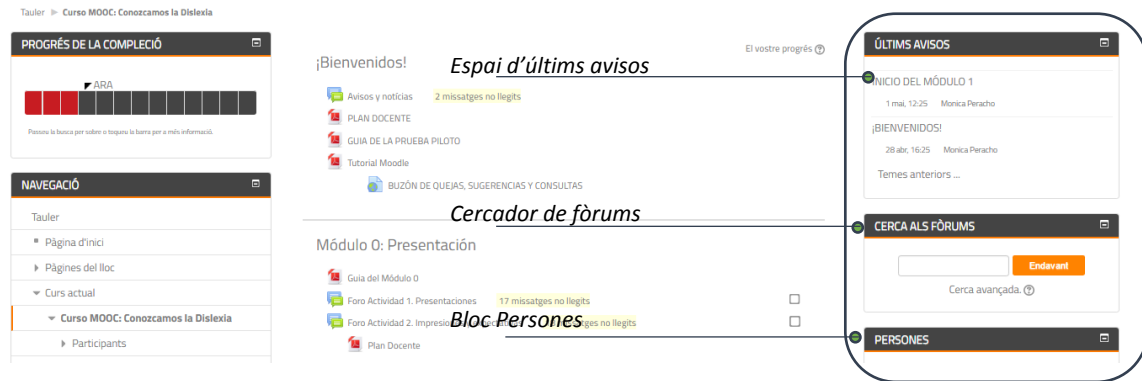 Tauler ▶ Curso MOOC: Conozcamos la Dislexia
PROGRÉS DE LA COMPLECIÓ
ARA
Passeu la busca per sobre o toqueu la barra per a més informació.
NAVEGACIÓ
Tauler
Pàgina d'inici
Pàgines del lloc
Curs actual
Curso MOOC: Conozcamos la Dislexia
Participants
El vostre progrés
¡Bienvenidos!
Espai d'últims avisos
Avisos y notícias 2 missatges no llegits
PLAN DOCENTE
GUIA DE LA PRUEBA PILOTO
Tutorial Moodle
BUZÓN DE QUEJAS, SUGERENCIAS Y CONSULTAS
Cercador de fòrums
Módulo 0: Presentación
Guia del Módulo 0
Foro Actividad 1. Presentaciones 17 missatges no llegits
Foro Actividad 2. missatges no llegits
Bloc Persones
Plan Docente
ÚLTIMS AVISOS
INICIO DEL MÓDULO 1
1 mai, 12:25 Monica Peracho
¡BIENVENIDOS!
28 abr, 16:25 Monica Peracho
Temes anteriors ...
CERCA ALS FÒRUMS
Endavant
Cerca avançada.
PERSONES